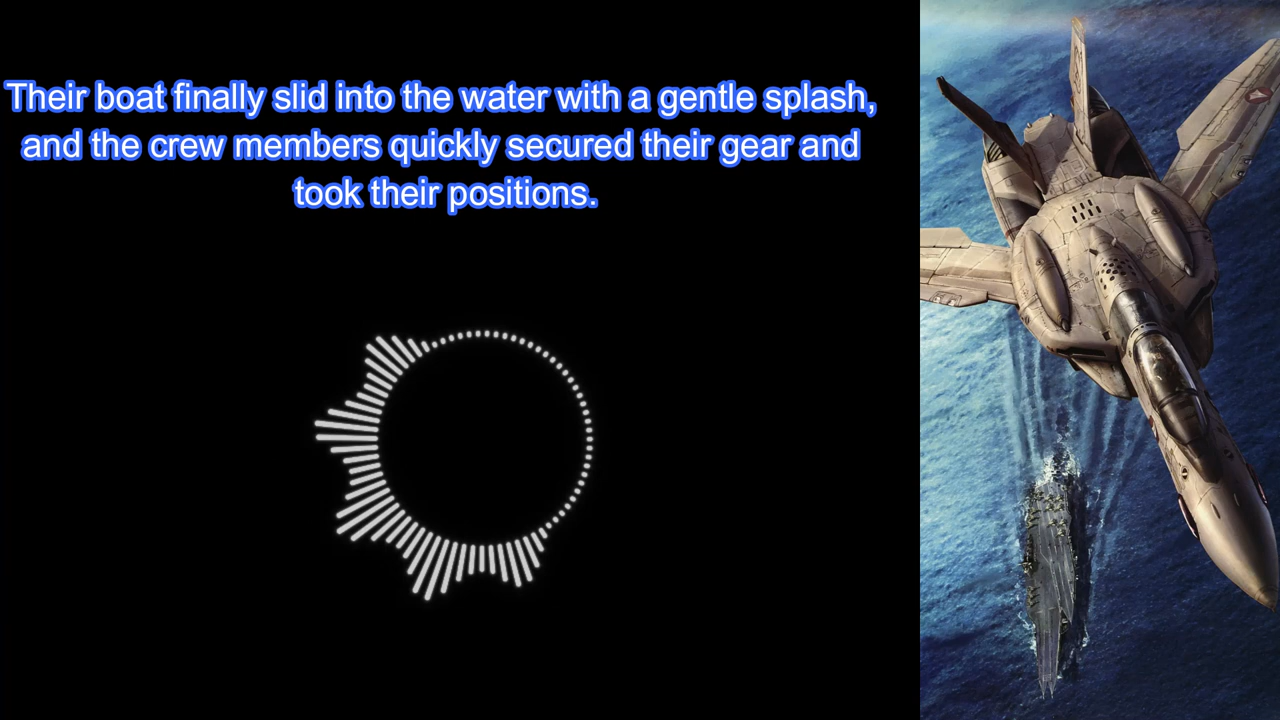 Their boat finally slid into the water with a gentle splash,
and the crew members quickly secured their gear and
took their positions.